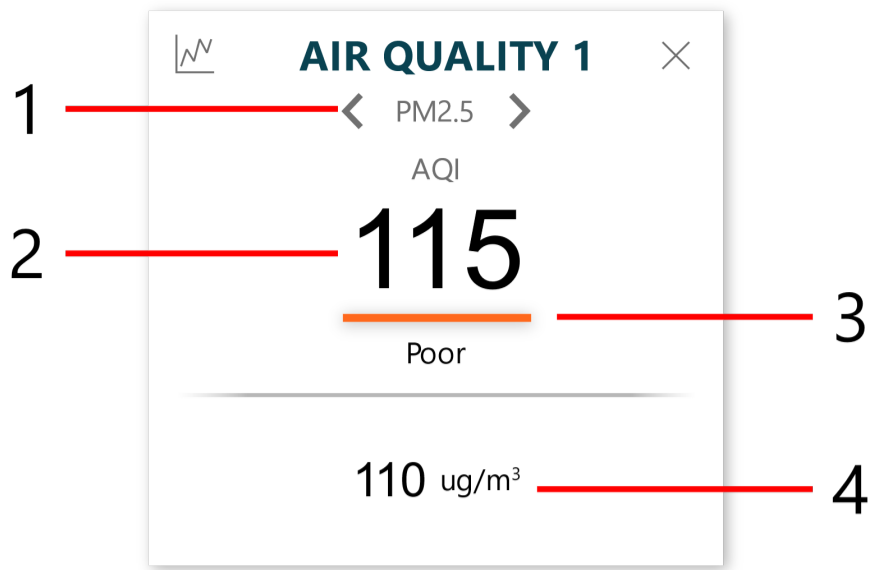 AIR QUALITY 1
1
PM2.5
AQI
2
115
3
Poor
110 ug/m³
4